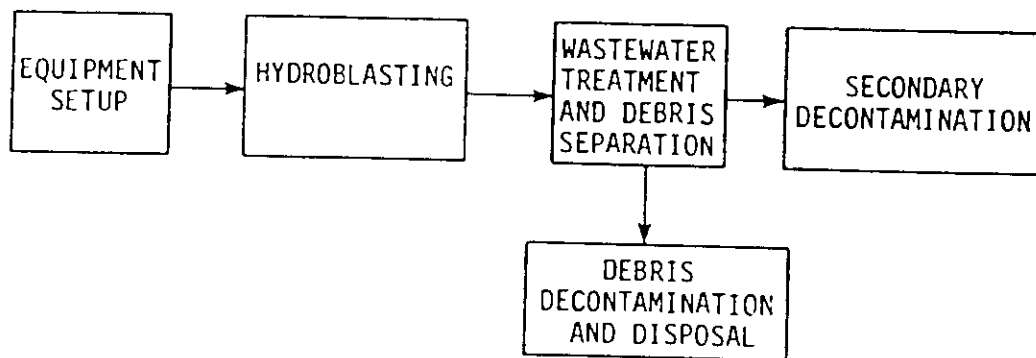 EQUIPMENT
SETUP
HYDROBLASTING
WASTEWATER
TREATMENT
AND DEBRIS
SEPARATION
SECONDARY
DECONTAMINATION
DEBRIS
DECONTAMINATION
AND DISPOSAL